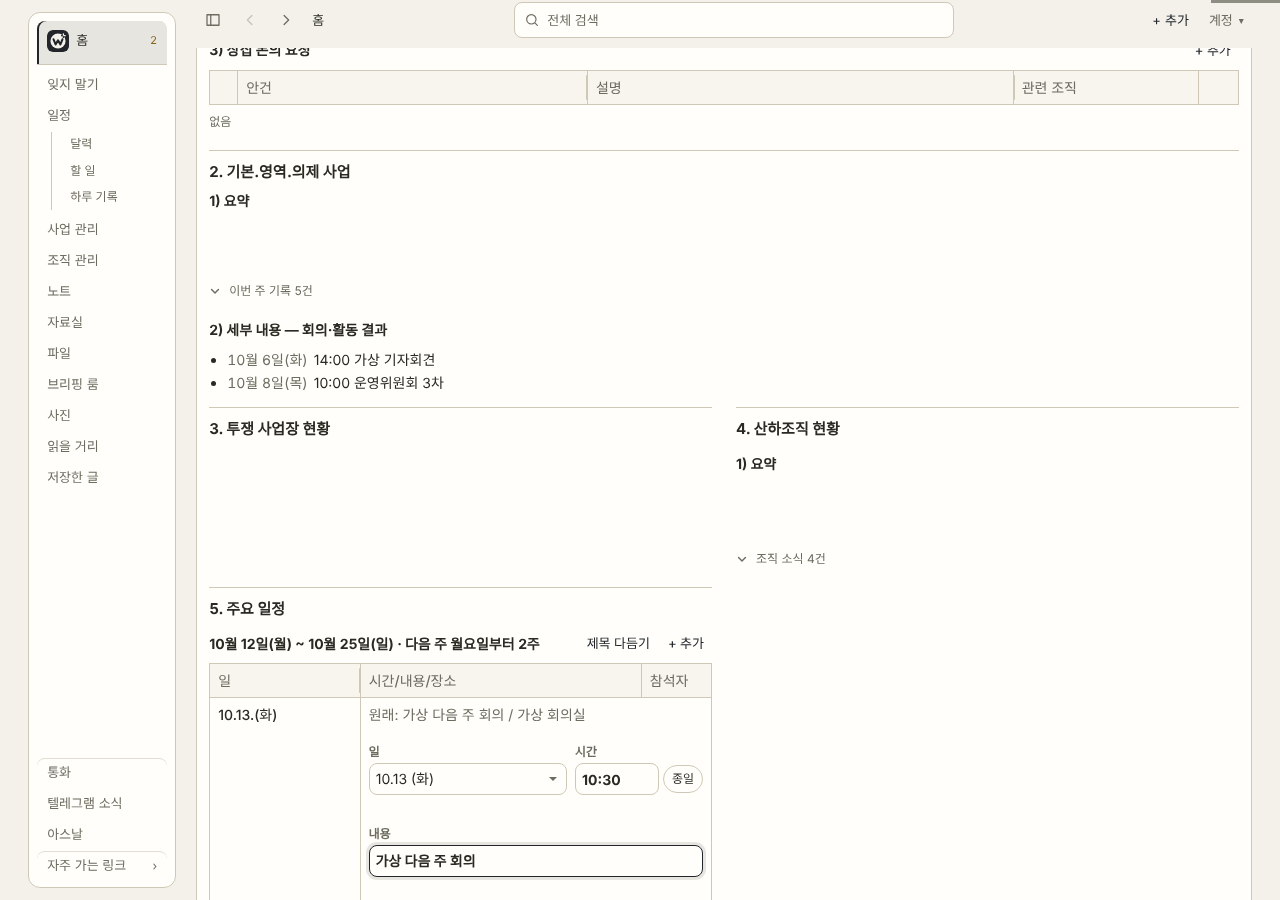 홈
2
잊지 말기
일정
달력
할 일
하루 기록
사업 관리
조직 관리
노트
자료실
파일
브리핑 룸
사진
읽을 거리
저장한 글
통화
텔레그램 소식
아스날
자주 가는 링크
홈
전체 검색
+ 추가
계정
+ 추가
안건
설명
관련 조직
없음
2. 기본.영역.의제 사업
1) 요약
이번 주 기록 5건
2) 세부 내용 — 회의·활동 결과
10월 6일(화) 14:00 가상 기자회견
10월 8일(목) 10:00 운영위원회 3차
3. 투쟁 사업장 현황
4. 산하조직 현황
1) 요약
조직 소식 4건
5. 주요 일정
10월 12일(월) ~ 10월 25일(일) · 다음 주 월요일부터 2주
제목 다듬기
+ 추가
일
시간/내용/장소
참석자
10.13.(화)
원래: 가상 다음 주 회의 / 가상 회의실
일
시간
10.13 (화)
10:30
종일
내용
가상 다음 주 회의